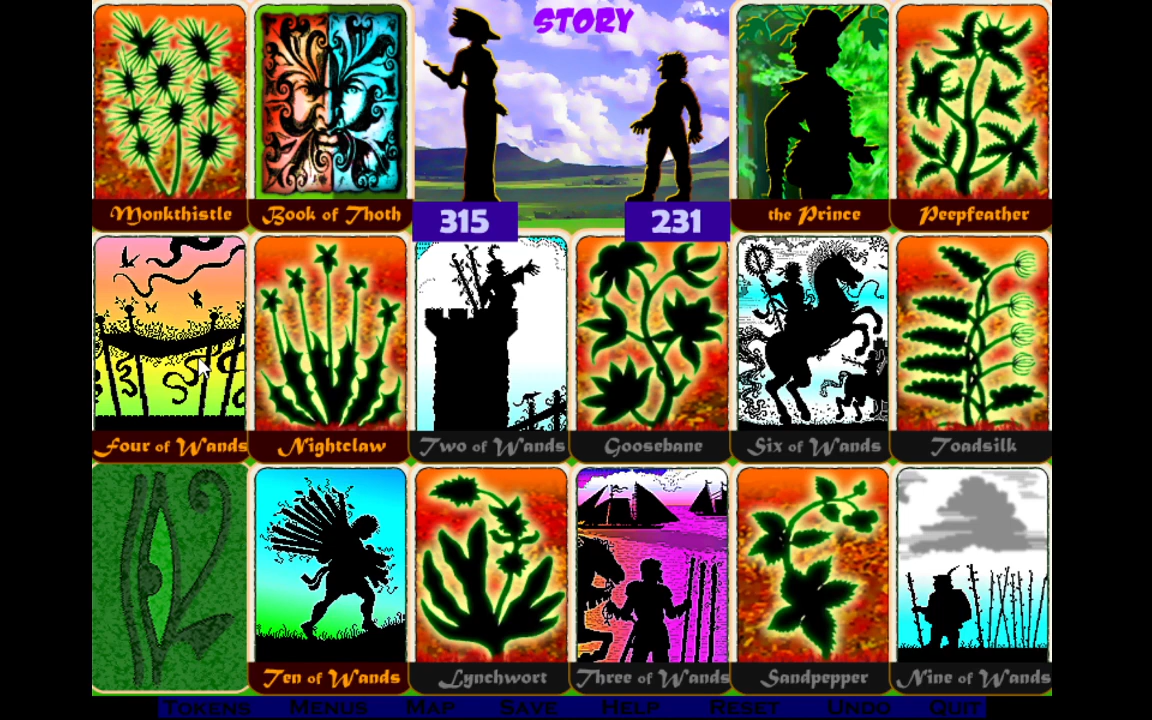 STORY
Monkthistle
Book of Thoth
the Prince
Peepfeather
315
231
Four of Wands
Nightclaw
Two of Wands
Goosebane
Six of Wands
Toadsilk
Ten of Wands
Lynchwort
Three of Wands
Sandpepper
Nine of Wands
TOKENS MENUS MAP SAVE HELP RESET UNDO QUIT